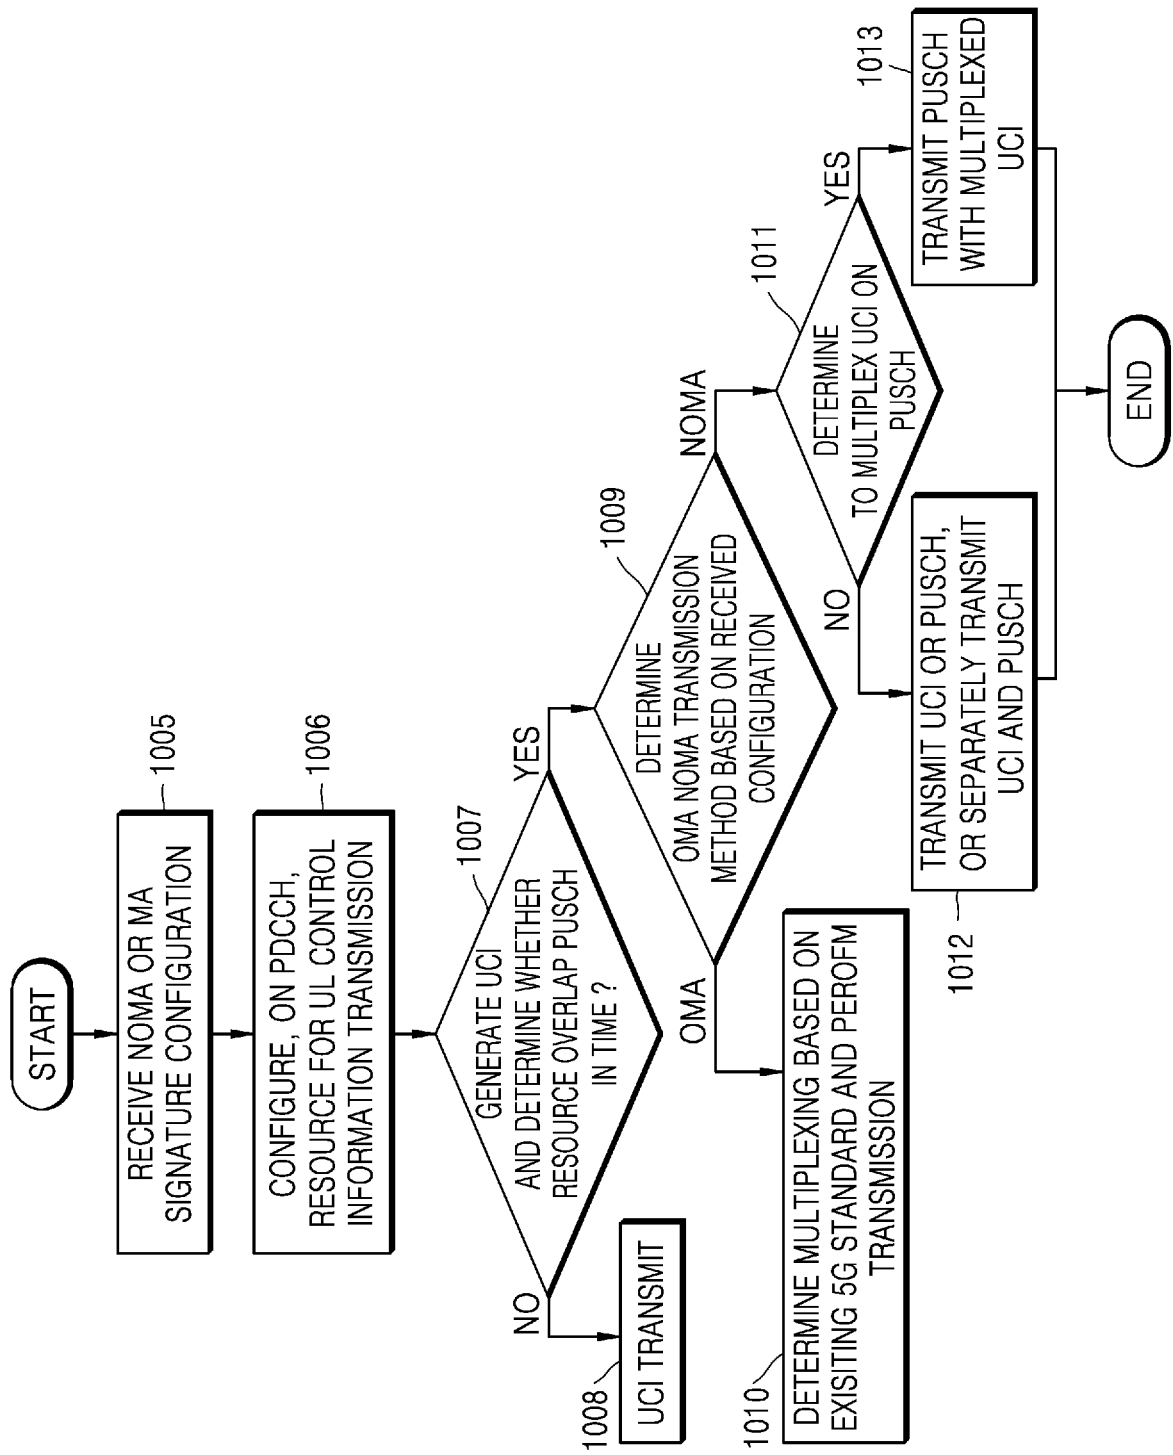 START
RECEIVE NOMA OR MA
SIGNATURE CONFIGURATION
1005
CONFIGURE, ON PDCCH,
RESOURCE FOR UL CONTROL
INFORMATION TRANSMISSION
1006
GENERATE UCI
AND DETERMINE WHETHER
RESOURCE OVERLAP PUSCH
IN TIME ?
1007
NO
YES
UCI TRANSMIT
1008
DETERMINE
OMA NOMA TRANSMISSION
METHOD BASED ON RECEIVED
CONFIGURATION
1009
OMA
NOMA
DETERMINE MULTIPLEXING BASED ON
EXISITING 5G STANDARD AND PEROFM
TRANSMISSION
1010
DETERMINE
TO MULTIPLEX UCI ON
PUSCH
1011
NO
YES
TRANSMIT UCI OR PUSCH,
OR SEPARATELY TRANSMIT
UCI AND PUSCH
1012
TRANSMIT PUSCH
WITH MULTIPLEXED
UCI
1013
END